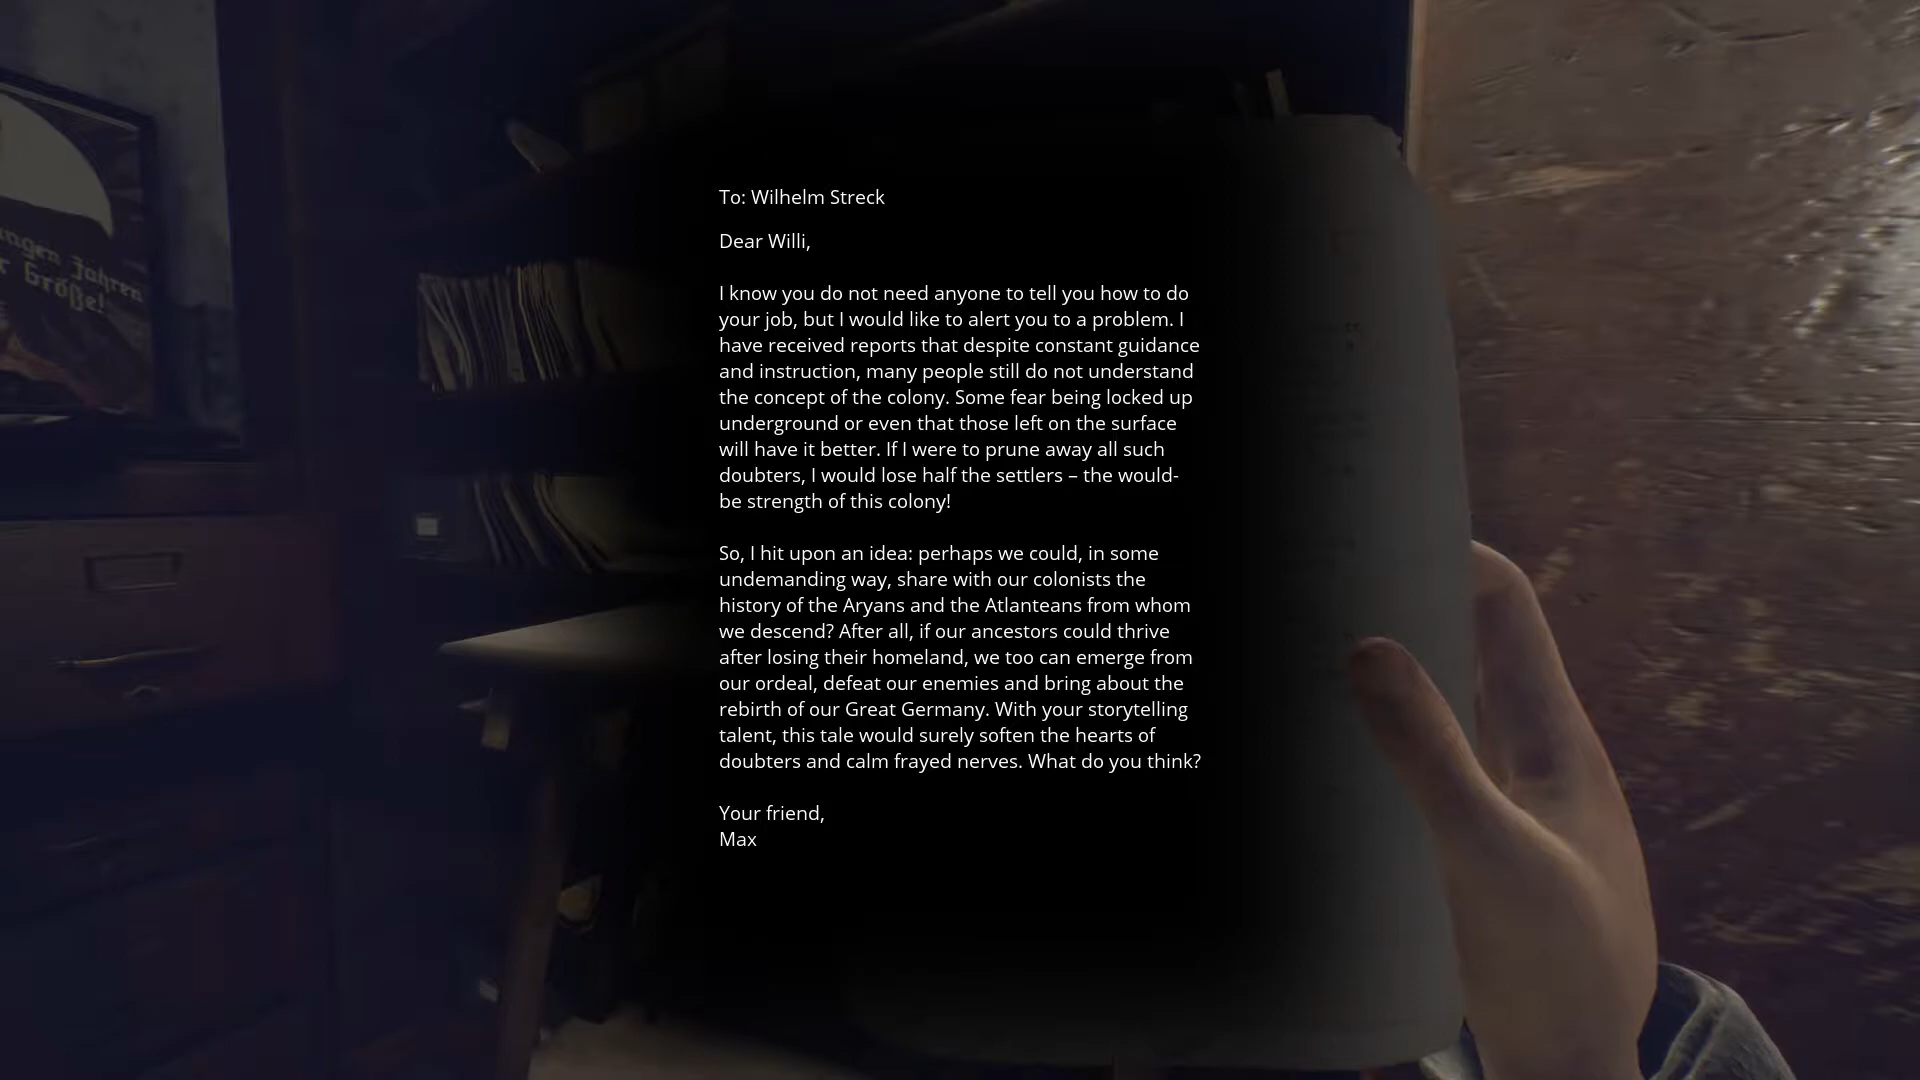 ngen Jahren
r Größe!
To: Wilhelm Streck
Dear Willi,
I know you do not need anyone to tell you how to do
your job, but I would like to alert you to a problem. I
have received reports that despite constant guidance
and instruction, many people still do not understand
the concept of the colony. Some fear being locked up
underground or even that those left on the surface
will have it better. If I were to prune away all such
doubters, I would lose half the settlers – the would-
be strength of this colony!
So, I hit upon an idea: perhaps we could, in some
undemanding way, share with our colonists the
history of the Aryans and the Atlanteans from whom
we descend? After all, if our ancestors could thrive
after losing their homeland, we too can emerge from
our ordeal, defeat our enemies and bring about the
rebirth of our Great Germany. With your storytelling
talent, this tale would surely soften the hearts of
doubters and calm frayed nerves. What do you think?
Your friend,
Max